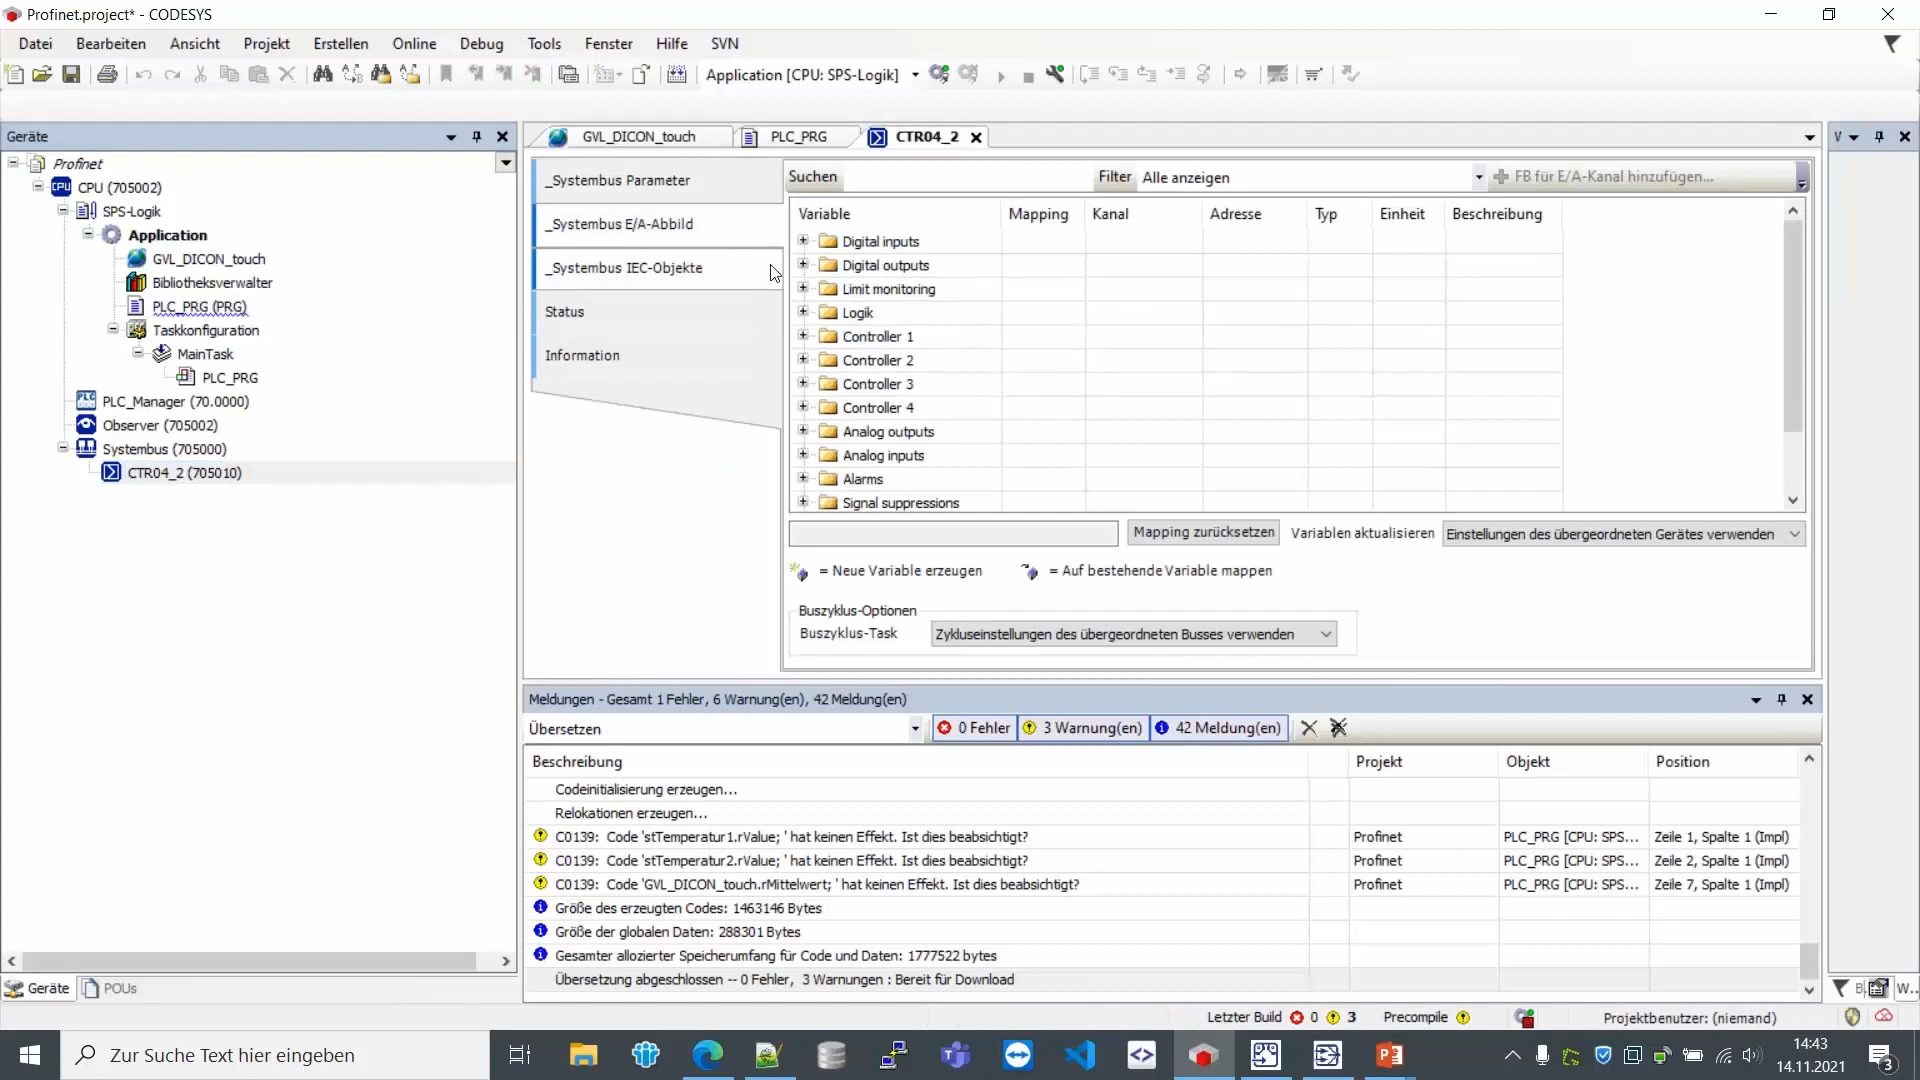 Profinet.project* - CODESYS
Datei Bearbeiten Ansicht Projekt Erstellen Online Debug Tools Fenster Hilfe SVN
Application [CPU: SPS-Logik]
Geräte
Profinet
CPU (705002)
SPS-Logik
Application
GVL_DICON_touch
Bibliotheksverwalter
PLC_PRG (PRG)
Taskkonfiguration
MainTask
PLC_PRG
PLC_Manager (70.0000)
Observer (705002)
Systembus (705000)
CTR04_2 (705010)
Geräte POUs
GVL_DICON_touch PLC_PRG CTR04_2
_Systembus Parameter
_Systembus E/A-Abbild
_Systembus IEC-Objekte
Status
Information
Suchen Filter Alle anzeigen FB für E/A-Kanal hinzufügen...
Variable Mapping Kanal Adresse Typ Einheit Beschreibung
Digital inputs
Digital outputs
Limit monitoring
Logik
Controller 1
Controller 2
Controller 3
Controller 4
Analog outputs
Analog inputs
Alarms
Signal suppressions
Mapping zurücksetzen Variablen aktualisieren Einstellungen des übergeordneten Gerätes verwenden
= Neue Variable erzeugen = Auf bestehende Variable mappen
Buszyklus-Optionen
Buszyklus-Task Zykluseinstellungen des übergeordneten Busses verwenden
V
Meldungen - Gesamt 1 Fehler, 6 Warnung(en), 42 Meldung(en)
Übersetzen 0 Fehler 3 Warnung(en) 42 Meldung(en)
Beschreibung Projekt Objekt Position
Codeinitialisierung erzeugen...
Relokationen erzeugen...
C0139: Code 'stTemperatur1.rValue; ' hat keinen Effekt. Ist dies beabsichtigt? Profinet PLC_PRG [CPU: SPS... Zeile 1, Spalte 1 (Impl)
C0139: Code 'stTemperatur2.rValue; ' hat keinen Effekt. Ist dies beabsichtigt? Profinet PLC_PRG [CPU: SPS... Zeile 2, Spalte 1 (Impl)
C0139: Code 'GVL_DICON_touch.rMittelwert; ' hat keinen Effekt. Ist dies beabsichtigt? Profinet PLC_PRG [CPU: SPS... Zeile 7, Spalte 1 (Impl)
Größe des erzeugten Codes: 1463146 Bytes
Größe der globalen Daten: 288301 Bytes
Gesamter allozierter Speicherumfang für Code und Daten: 1777522 bytes
Übersetzung abgeschlossen -- 0 Fehler, 3 Warnungen : Bereit für Download
B W...
Letzter Build 0 3 Precompile Projektbenutzer: (niemand)
Zur Suche Text hier eingeben
14:43
14.11.2021
3